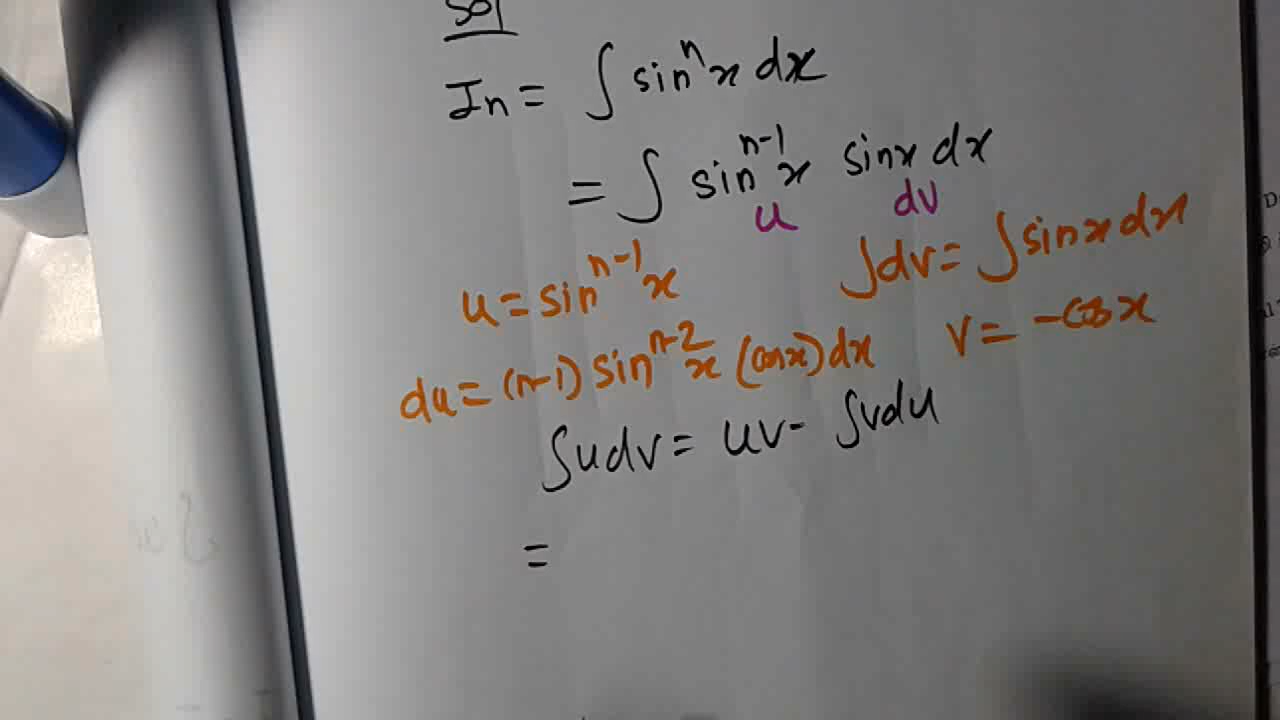 Sol
In = ∫ sinⁿx dx
= ∫ sinⁿ⁻¹x sinx dx
u dv
u = sinⁿ⁻¹x ∫dv = ∫sinx dx
du = (n-1) sinⁿ⁻²x (cosx) dx v = -cosx
∫udv = uv - ∫vdu
=